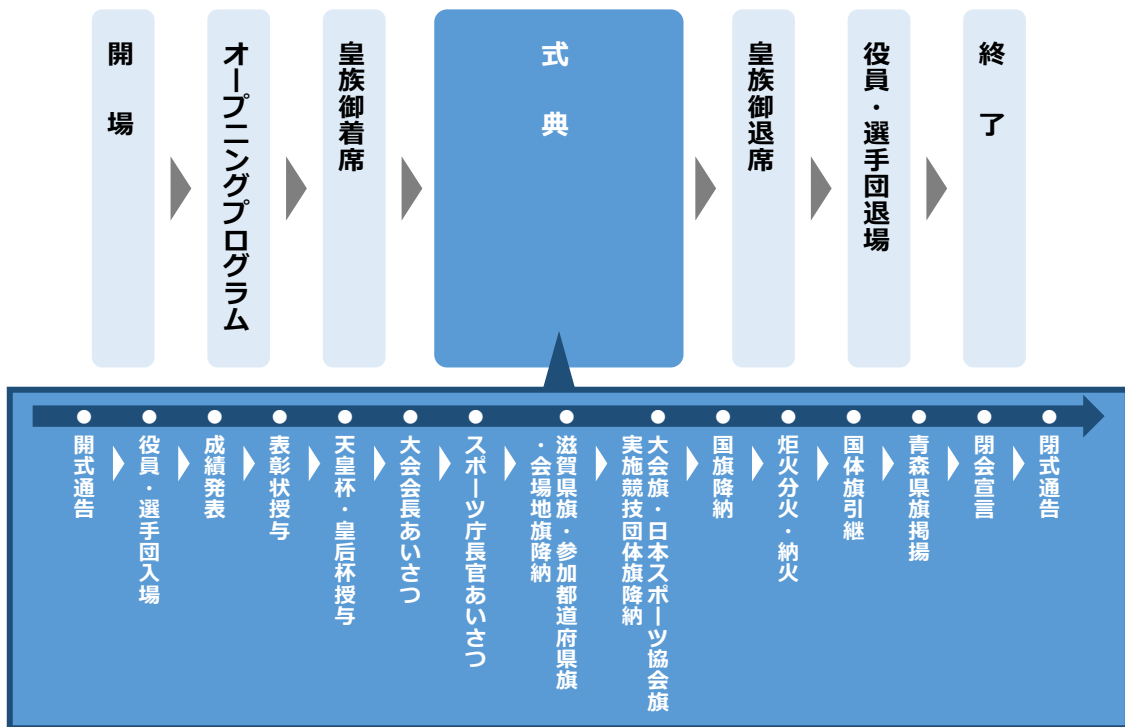 開場
オープニングプログラム
皇族御着席
式典
皇族御退席
役員・選手団退場
終了
開式通告
役員・選手団入場
成績発表
表彰状授与
天皇杯・皇后杯授与
大会会長あいさつ
スポーツ庁長官あいさつ
滋賀県旗・参加都道府県旗
・会場地旗降納
大会旗・日本スポーツ協会旗
実施競技団体旗降納
国旗降納
炬火分火・納火
国体旗引継
青森県旗掲揚
閉会宣言
閉式通告